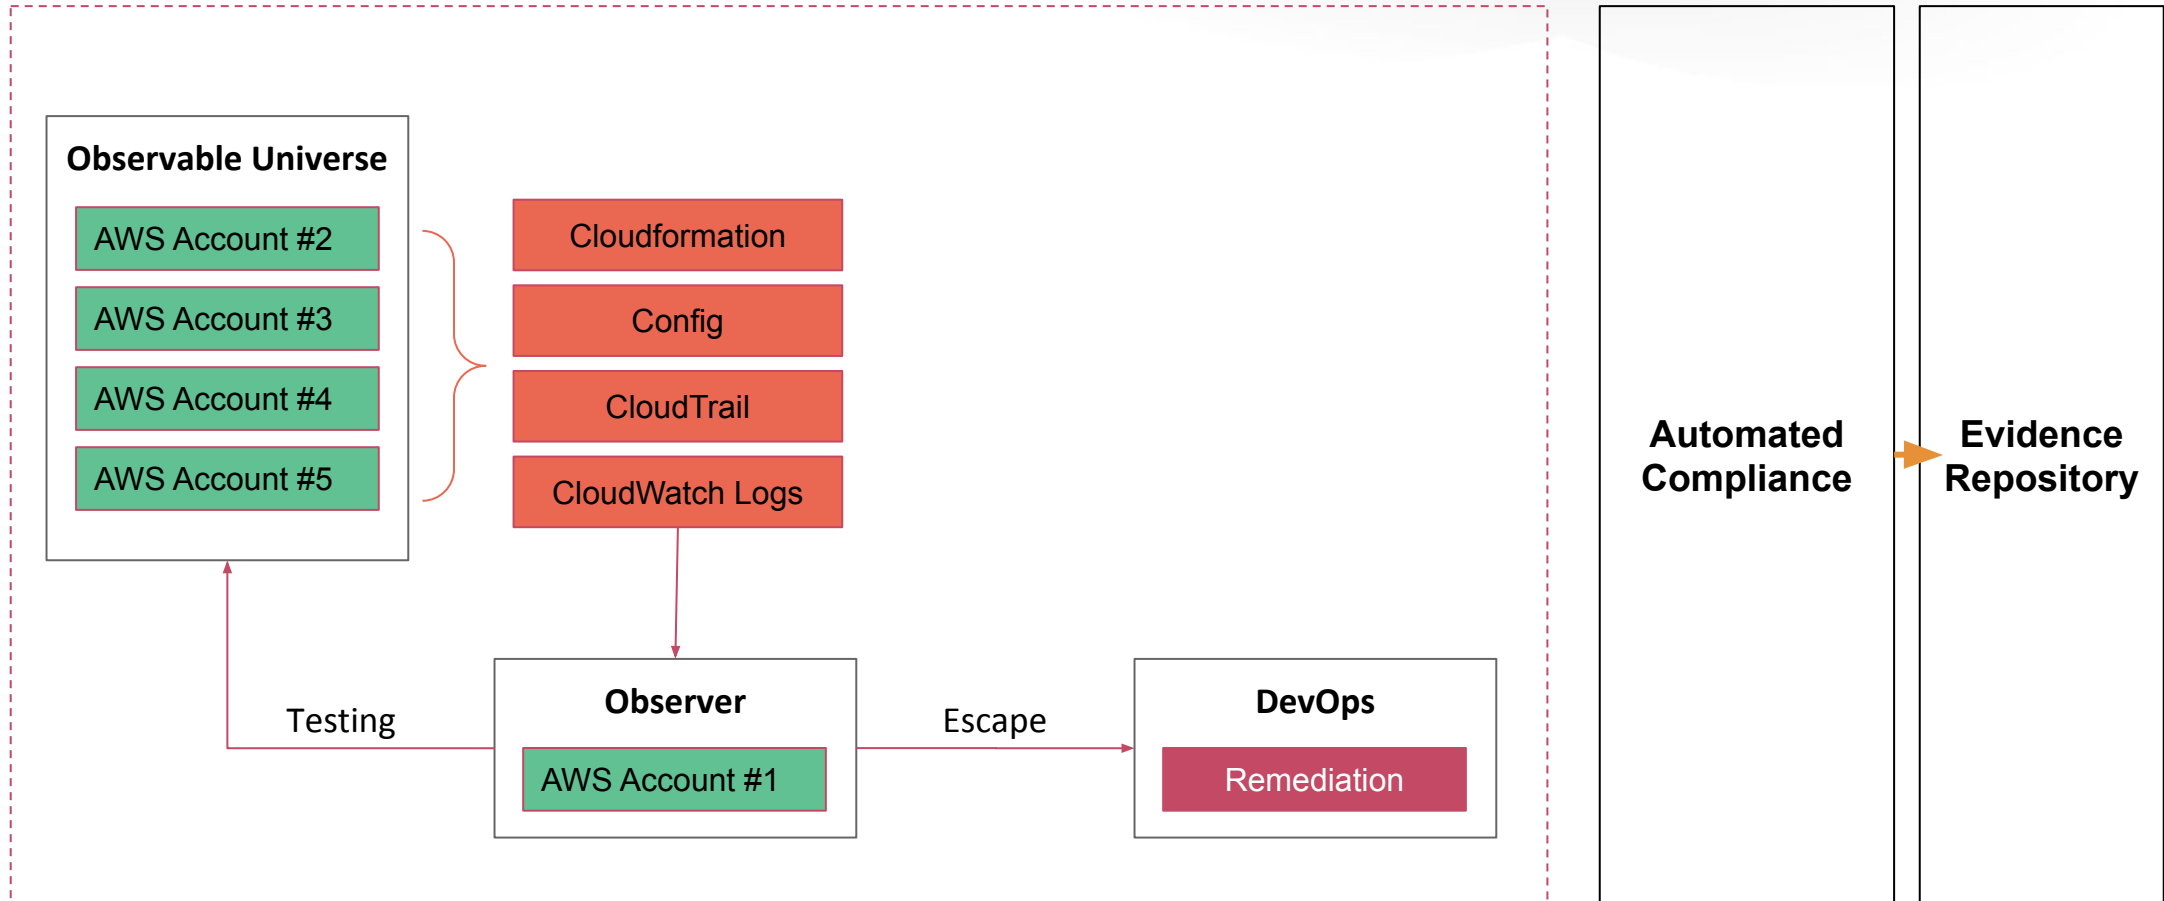 Observable Universe
AWS Account #2
AWS Account #3
AWS Account #4
AWS Account #5
Cloudformation
Config
CloudTrail
CloudWatch Logs
Testing
Observer
AWS Account #1
Escape
DevOps
Remediation
Automated
Compliance
Evidence
Repository